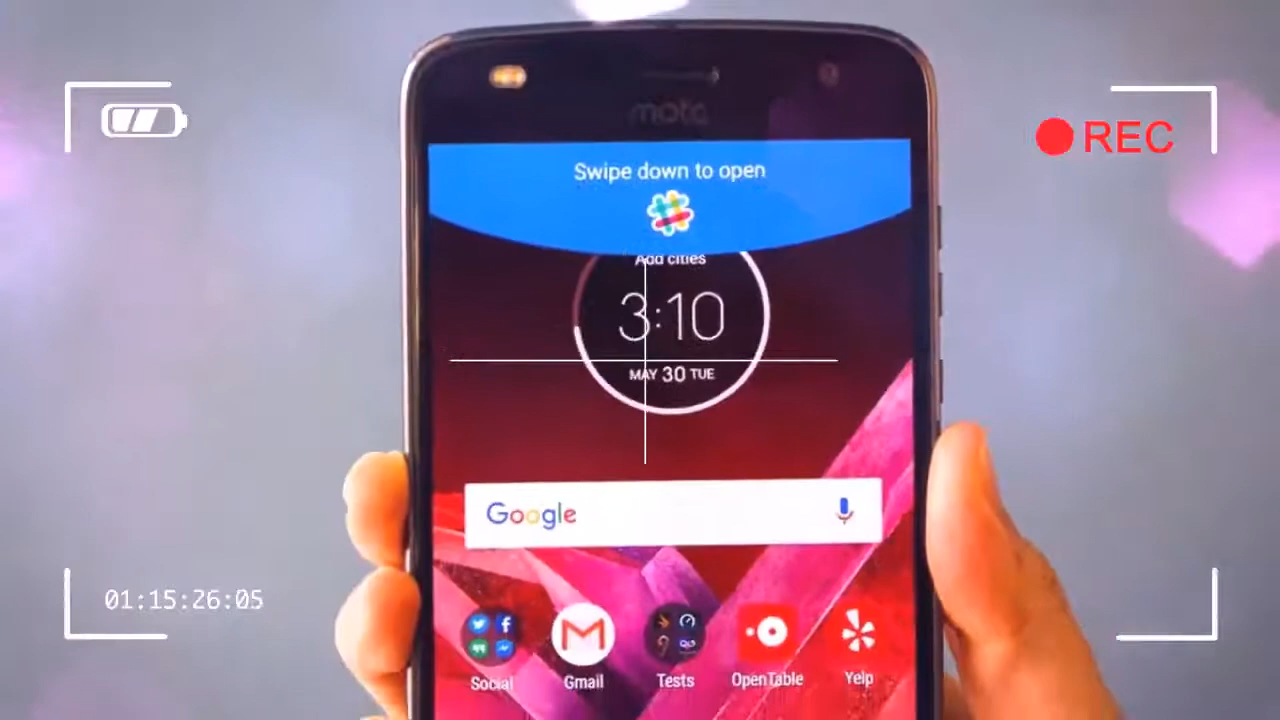 moto
REC
Swipe down to open
Add cities
3:10
MAY 30 TUE
Google
01:15:26:05
Social
Gmail
Tests
OpenTable
Yelp